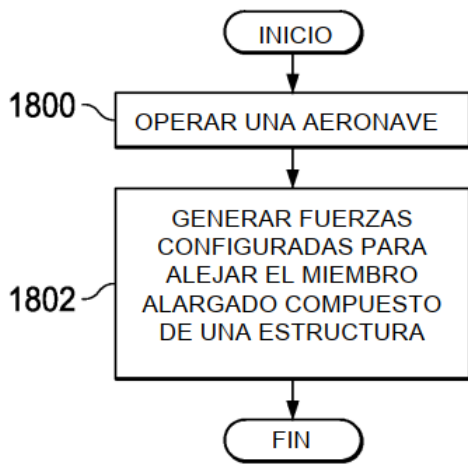 INICIO
1800
OPERAR UNA AERONAVE
1802
GENERAR FUERZAS
CONFIGURADAS PARA
ALEJAR EL MIEMBRO
ALARGADO COMPUESTO
DE UNA ESTRUCTURA
FIN